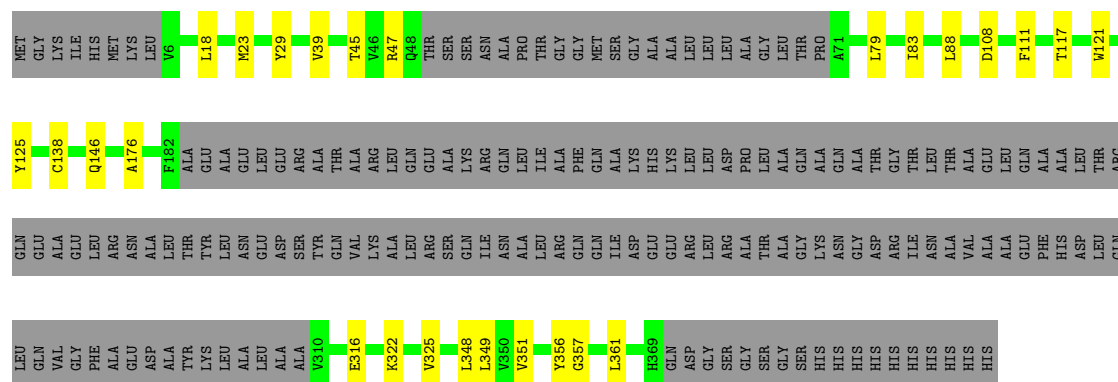 MET GLY LYS ILE HIS MET LYS LEU V6 L18 M23 Y29 V39 T45 V46 R47 Q48 THR SER SER ASN ALA PRO THR GLY GLY MET SER GLY ALA ALA LEU LEU LEU ALA GLY LEU THR PRO A71 L79 I83 L88 D108 F111 T117 W121
Y125 C138 Q146 A176 F182 ALA GLU ALA GLU LEU GLU ARG ALA THR ALA ARG LEU GLN GLU ALA LYS ARG GLN LEU ILE ALA PHE GLN ALA LYS HIS LYS LEU LEU ASP PRO LEU ALA GLN ALA GLN ALA THR GLY THR LEU THR ALA GLU LEU GLN ALA ALA LEU THR ARG
GLN GLU ALA GLU LEU ARG ASN ALA LEU THR TYR LEU ASN GLU ASP SER TYR GLN VAL LYS ALA LEU ARG SER GLN ILE ASN ALA LEU ARG GLN GLN ILE ASP GLU GLU ARG LEU ARG ALA THR ALA GLY LYS ASN GLY ASP ARG ILE ASN ALA VAL ALA ALA GLU PHE HIS ASP LEU GLN
LEU GLN VAL GLY PHE ALA GLU ASP ALA TYR LYS LEU ALA LEU ALA ALA V310 E316 K322 V325 L348 L349 V350 V351 Y356 G357 L361 H369 GLN ASP GLY SER GLY SER GLY SER HIS HIS HIS HIS HIS HIS HIS HIS HIS HIS